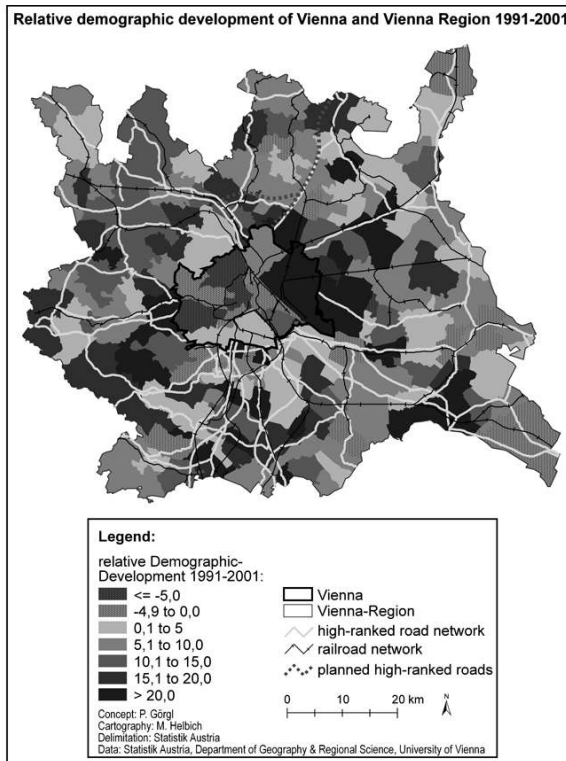 Relative demographic development of Vienna and Vienna Region 1991-2001
Legend:
relative Demographic-
Development 1991-2001:
<= -5,0
-4,9 to 0,0
0,1 to 5
5,1 to 10,0
10,1 to 15,0
15,1 to 20,0
> 20,0
Vienna
Vienna-Region
high-ranked road network
railroad network
planned high-ranked roads
0 10 20 km
N
Concept: P. Görgl
Cartography: M. Helbich
Delimitation: Statistik Austria
Data: Statistik Austria, Department of Geography & Regional Science, University of Vienna